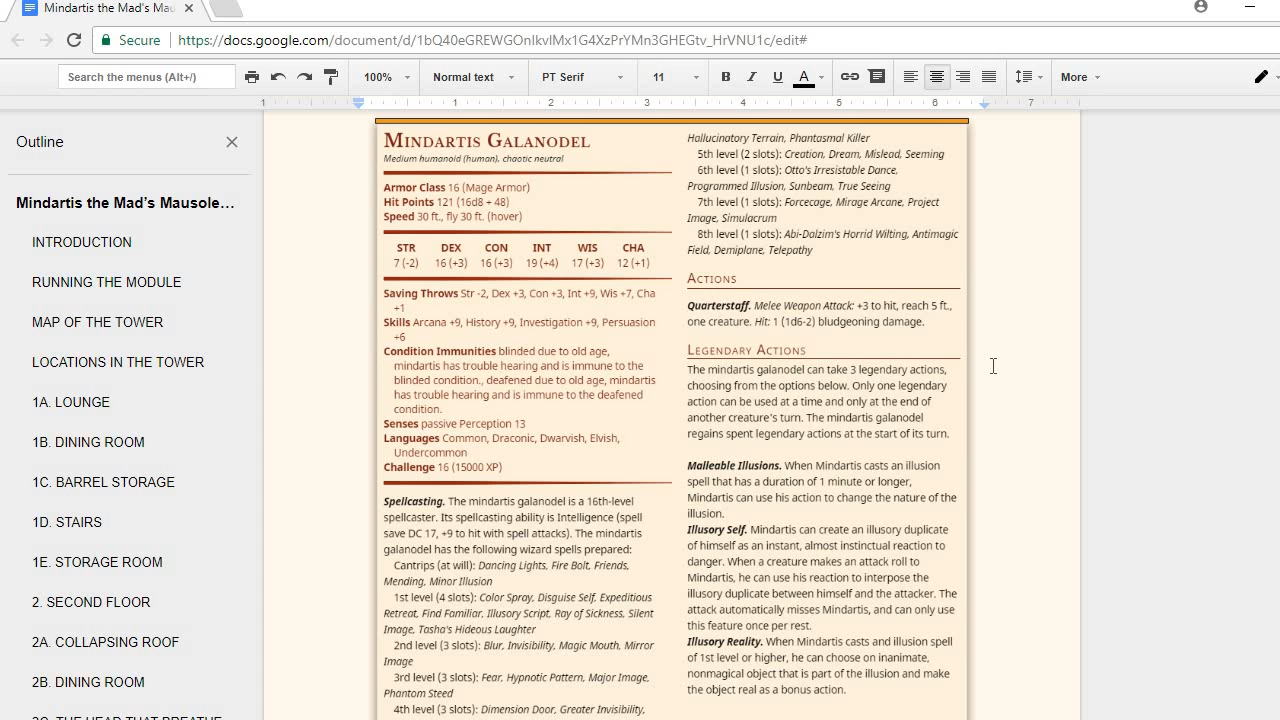 Mindartis the Mad's Mau
Secure https://docs.google.com/document/d/1bQ40eGREWGOnIkvIMx1G4XzPrYMn3GHEGtv_HrVNU1c/edit#
Search the menus (Alt+/) 100% Normal text PT Serif 11 B I U A More
1 1 2 3 4 5 6 7
Outline
Mindartis the Mad's Mausole...
INTRODUCTION
RUNNING THE MODULE
MAP OF THE TOWER
LOCATIONS IN THE TOWER
1A. LOUNGE
1B. DINING ROOM
1C. BARREL STORAGE
1D. STAIRS
1E. STORAGE ROOM
2. SECOND FLOOR
2A. COLLAPSING ROOF
2B. DINING ROOM
2C. THE HEAD THAT BREATHE
Mindartis Galanodel
Medium humanoid (human), chaotic neutral
Armor Class 16 (Mage Armor)
Hit Points 121 (16d8 + 48)
Speed 30 ft., fly 30 ft. (hover)
STR DEX CON INT WIS CHA
7 (-2) 16 (+3) 16 (+3) 19 (+4) 17 (+3) 12 (+1)
Saving Throws Str -2, Dex +3, Con +3, Int +9, Wis +7, Cha
+1
Skills Arcana +9, History +9, Investigation +9, Persuasion
+6
Condition Immunities blinded due to old age,
mindartis has trouble hearing and is immune to the
blinded condition., deafened due to old age, mindartis
has trouble hearing and is immune to the deafened
condition.
Senses passive Perception 13
Languages Common, Draconic, Dwarvish, Elvish,
Undercommon
Challenge 16 (15000 XP)
Spellcasting. The mindartis galanodel is a 16th-level
spellcaster. Its spellcasting ability is Intelligence (spell
save DC 17, +9 to hit with spell attacks). The mindartis
galanodel has the following wizard spells prepared:
Cantrips (at will): Dancing Lights, Fire Bolt, Friends,
Mending, Minor Illusion
1st level (4 slots): Color Spray, Disguise Self, Expeditious
Retreat, Find Familiar, Illusory Script, Ray of Sickness, Silent
Image, Tasha's Hideous Laughter
2nd level (3 slots): Blur, Invisibility, Magic Mouth, Mirror
Image
3rd level (3 slots): Fear, Hypnotic Pattern, Major Image,
Phantom Steed
4th level (3 slots): Dimension Door, Greater Invisibility,
Hallucinatory Terrain, Phantasmal Killer
5th level (2 slots): Creation, Dream, Mislead, Seeming
6th level (1 slots): Otto's Irresistable Dance,
Programmed Illusion, Sunbeam, True Seeing
7th level (1 slots): Forcecage, Mirage Arcane, Project
Image, Simulacrum
8th level (1 slots): Abi-Dalzim's Horrid Wilting, Antimagic
Field, Demiplane, Telepathy
Actions
Quarterstaff. Melee Weapon Attack: +3 to hit, reach 5 ft.,
one creature. Hit: 1 (1d6-2) bludgeoning damage.
Legendary Actions
The mindartis galanodel can take 3 legendary actions,
choosing from the options below. Only one legendary
action can be used at a time and only at the end of
another creature's turn. The mindartis galanodel
regains spent legendary actions at the start of its turn.
Malleable Illusions. When Mindartis casts an illusion
spell that has a duration of 1 minute or longer,
Mindartis can use his action to change the nature of the
illusion.
Illusory Self. Mindartis can create an illusory duplicate
of himself as an instant, almost instinctual reaction to
danger. When a creature makes an attack roll to
Mindartis, he can use his reaction to interpose the
illusory duplicate between himself and the attacker. The
attack automatically misses Mindartis, and can only use
this feature once per rest.
Illusory Reality. When Mindartis casts and illusion spell
of 1st level or higher, he can choose on inanimate,
nonmagical object that is part of the illusion and make
the object real as a bonus action.